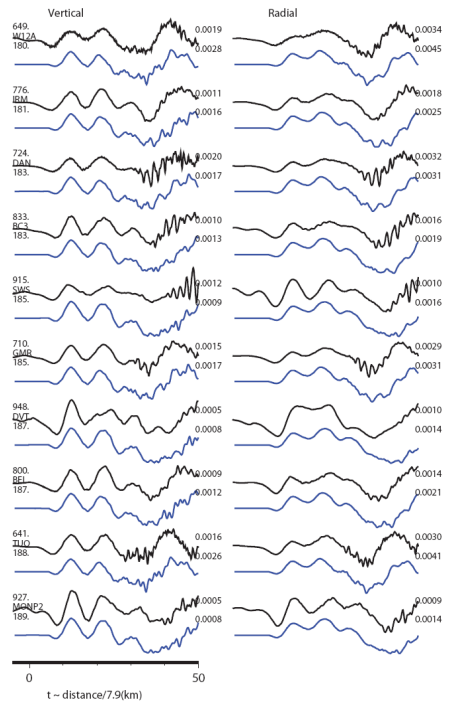 Vertical Radial
649. 0.0019 0.0034
W12A
180. 0.0028 0.0045
776. 0.0011 0.0018
IRM
181. 0.0016 0.0025
724. 0.0020 0.0032
DAN
183. 0.0017 0.0031
833. 0.0010 0.0016
BC3
183. 0.0013 0.0019
915. 0.0012 0.0010
SWS
185. 0.0009 0.0016
710. 0.0015 0.0029
GMR
185. 0.0017 0.0031
948. 0.0005 0.0010
DVT
187. 0.0008 0.0014
800. 0.0009 0.0014
BEL
187. 0.0012 0.0021
641. 0.0016 0.0030
TUQ
188. 0.0026 0.0041
927. 0.0005 0.0009
MONP2
189. 0.0008 0.0014
0 50
t ~ distance/7.9(km)